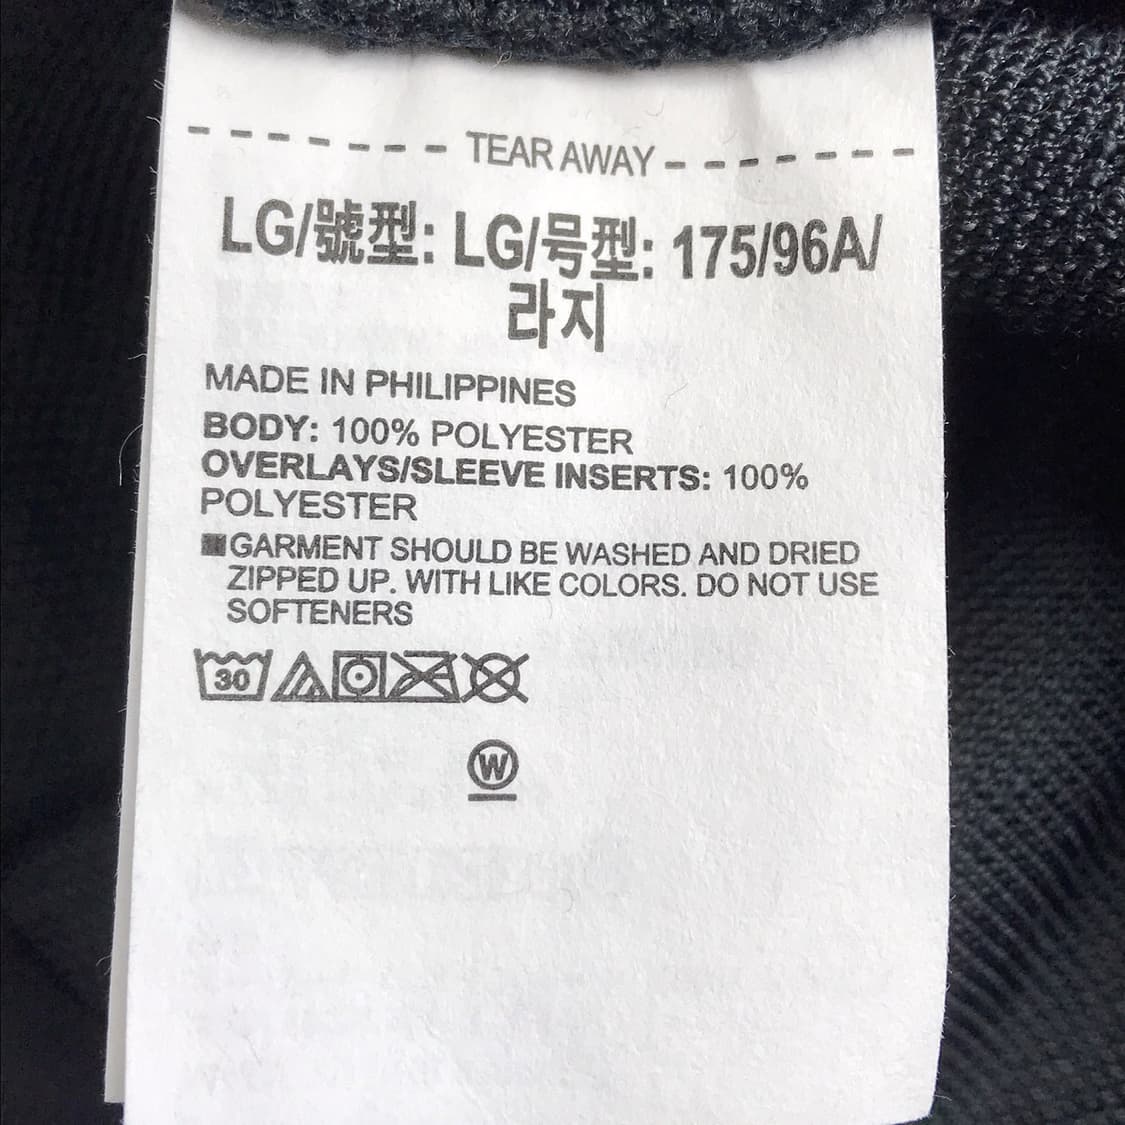 TEAR AWAY
LG/號型: LG/号型: 175/96A/
라지
MADE IN PHILIPPINES
BODY: 100% POLYESTER
OVERLAYS/SLEEVE INSERTS: 100%
POLYESTER
■GARMENT SHOULD BE WASHED AND DRIED
ZIPPED UP. WITH LIKE COLORS. DO NOT USE
SOFTENERS
30
W